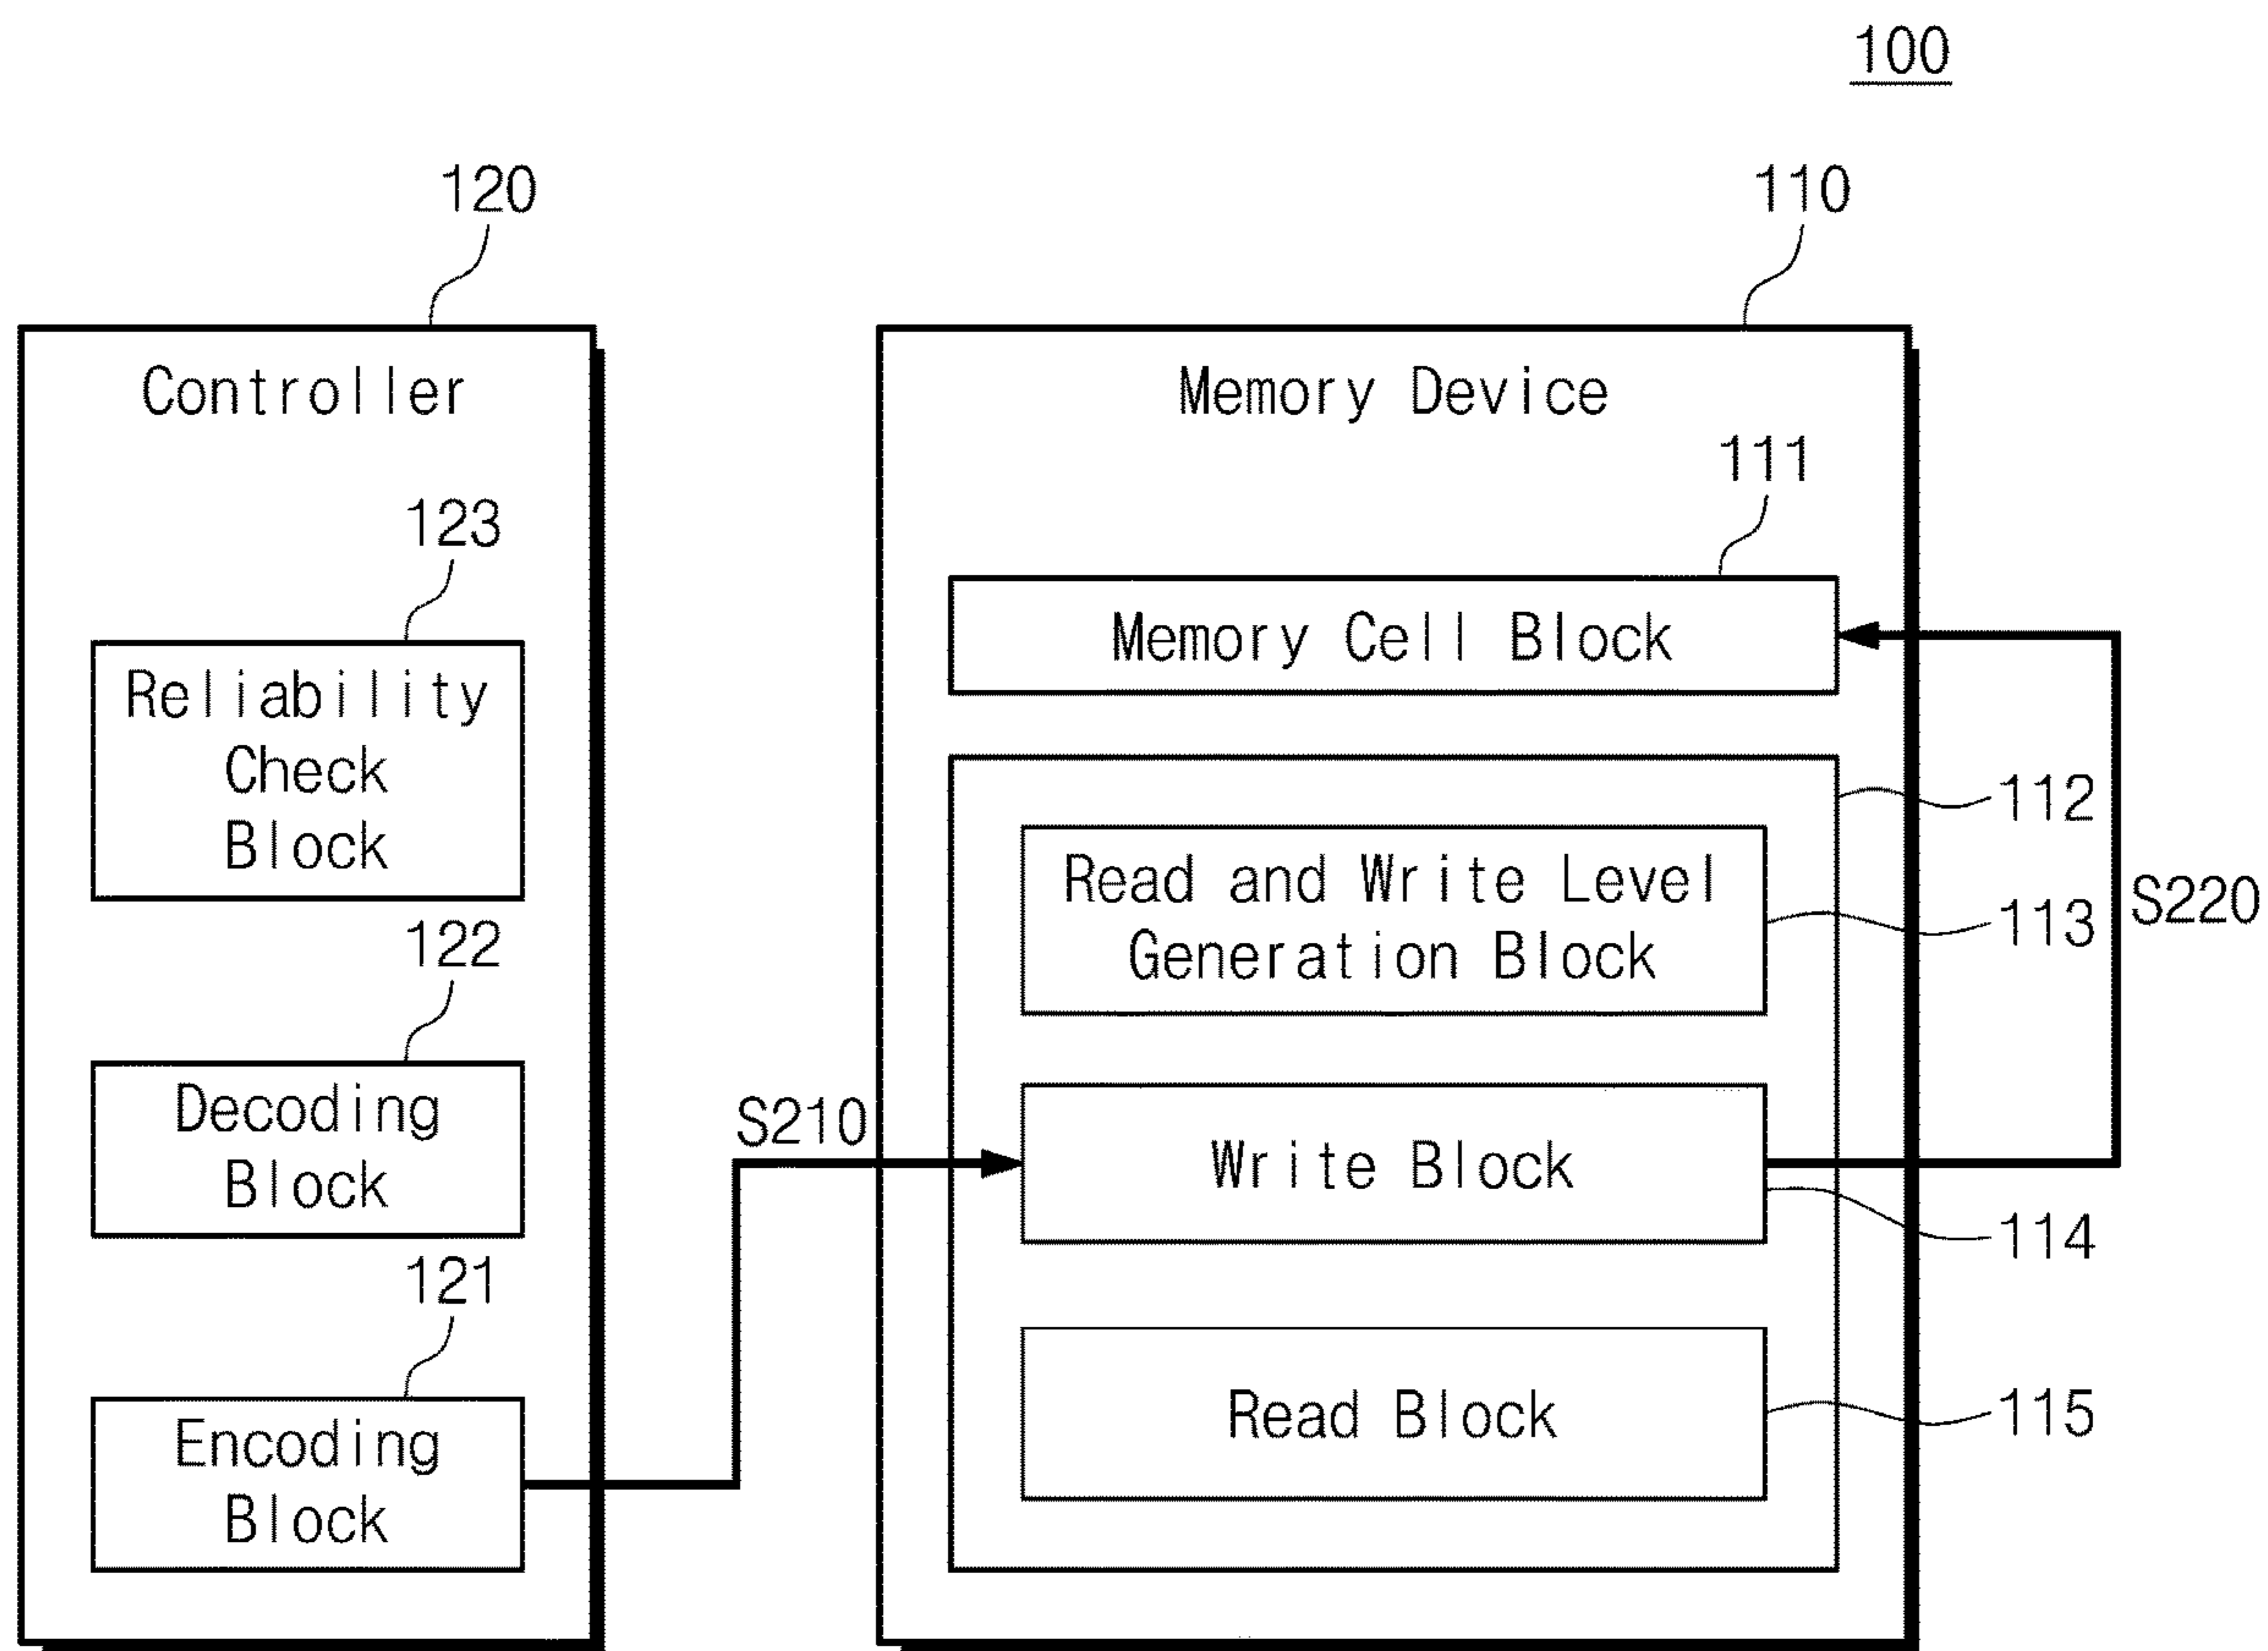 100
120
110
Controller
Memory Device
111
123
Memory Cell Block
Reliability
Check
Block
112
Read and Write Level
Generation Block
113
S220
122
Decoding
Block
S210
Write Block
114
121
Encoding
Block
Read Block
115